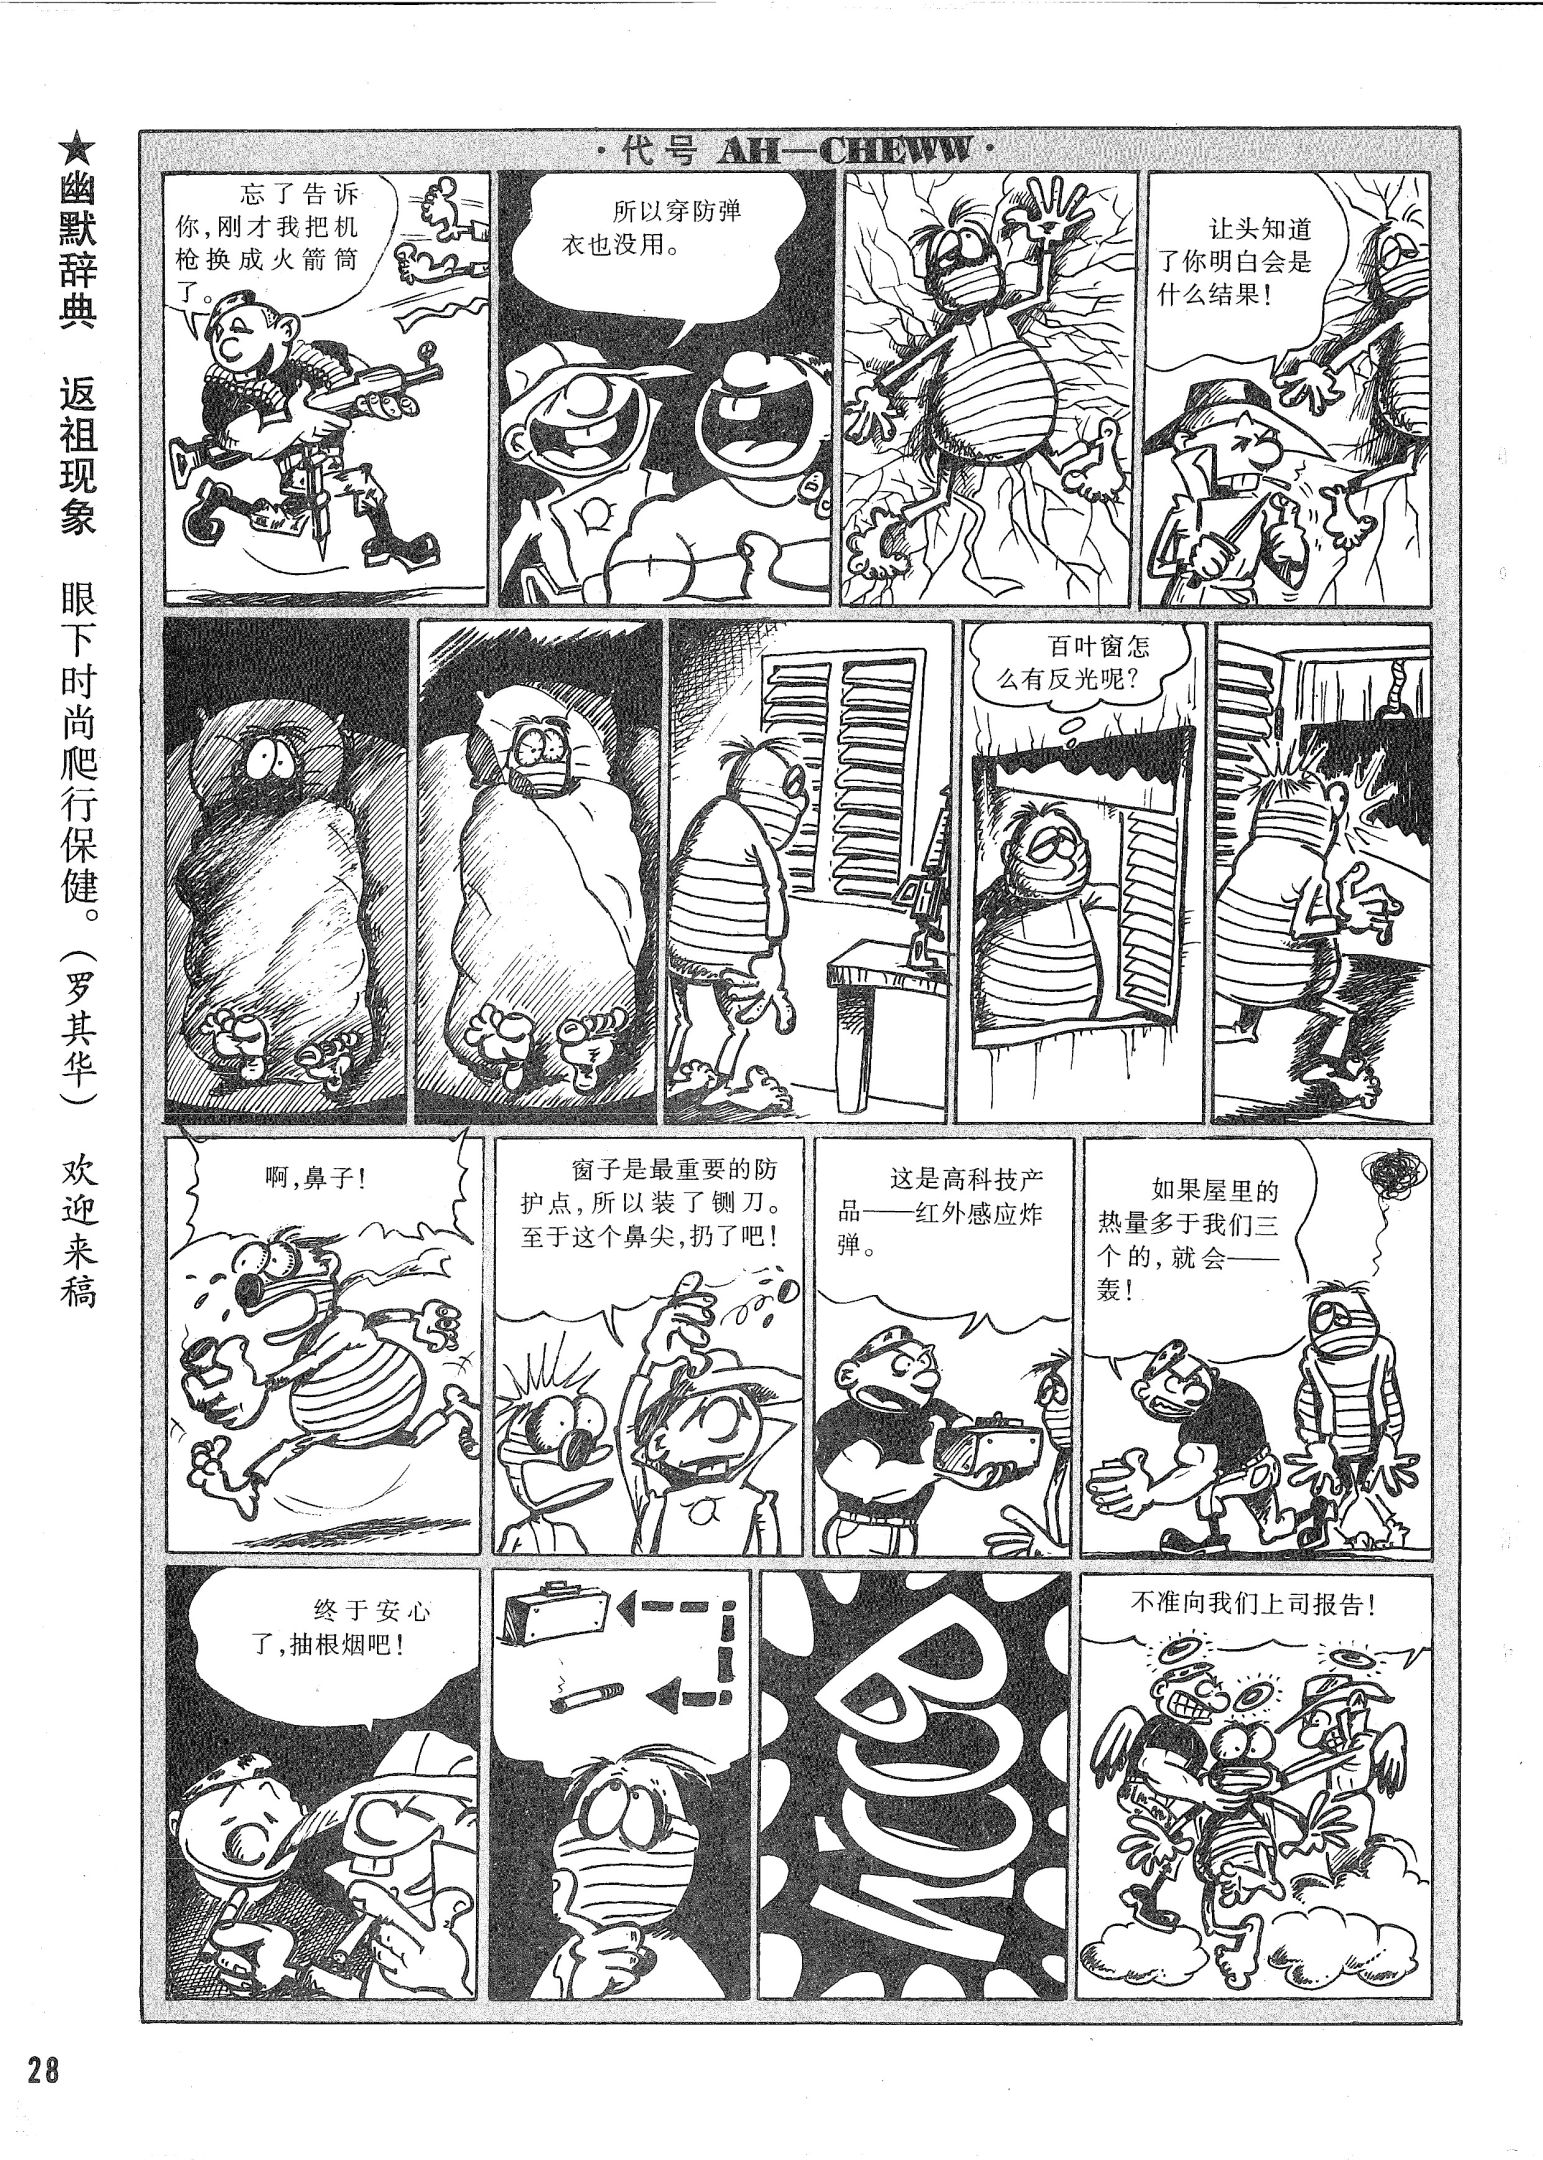 ·代号 AH—CHEWW·
忘了告诉
你,刚才我把机
枪换成火箭筒
了。
所以穿防弹
衣也没用。
让头知道
了你明白会是
什么结果!
百叶窗怎
么有反光呢?
啊,鼻子!
窗子是最重要的防
护点,所以装了铡刀。
至于这个鼻尖,扔了吧!
这是高科技产
品——红外感应炸
弹。
如果屋里的
热量多于我们三
个的,就会——
轰!
终于安心
了,抽根烟吧!
BOOM
不准向我们上司报告!
★幽默辞典 返祖现象 眼下时尚爬行保健。(罗其华) 欢迎来稿
28